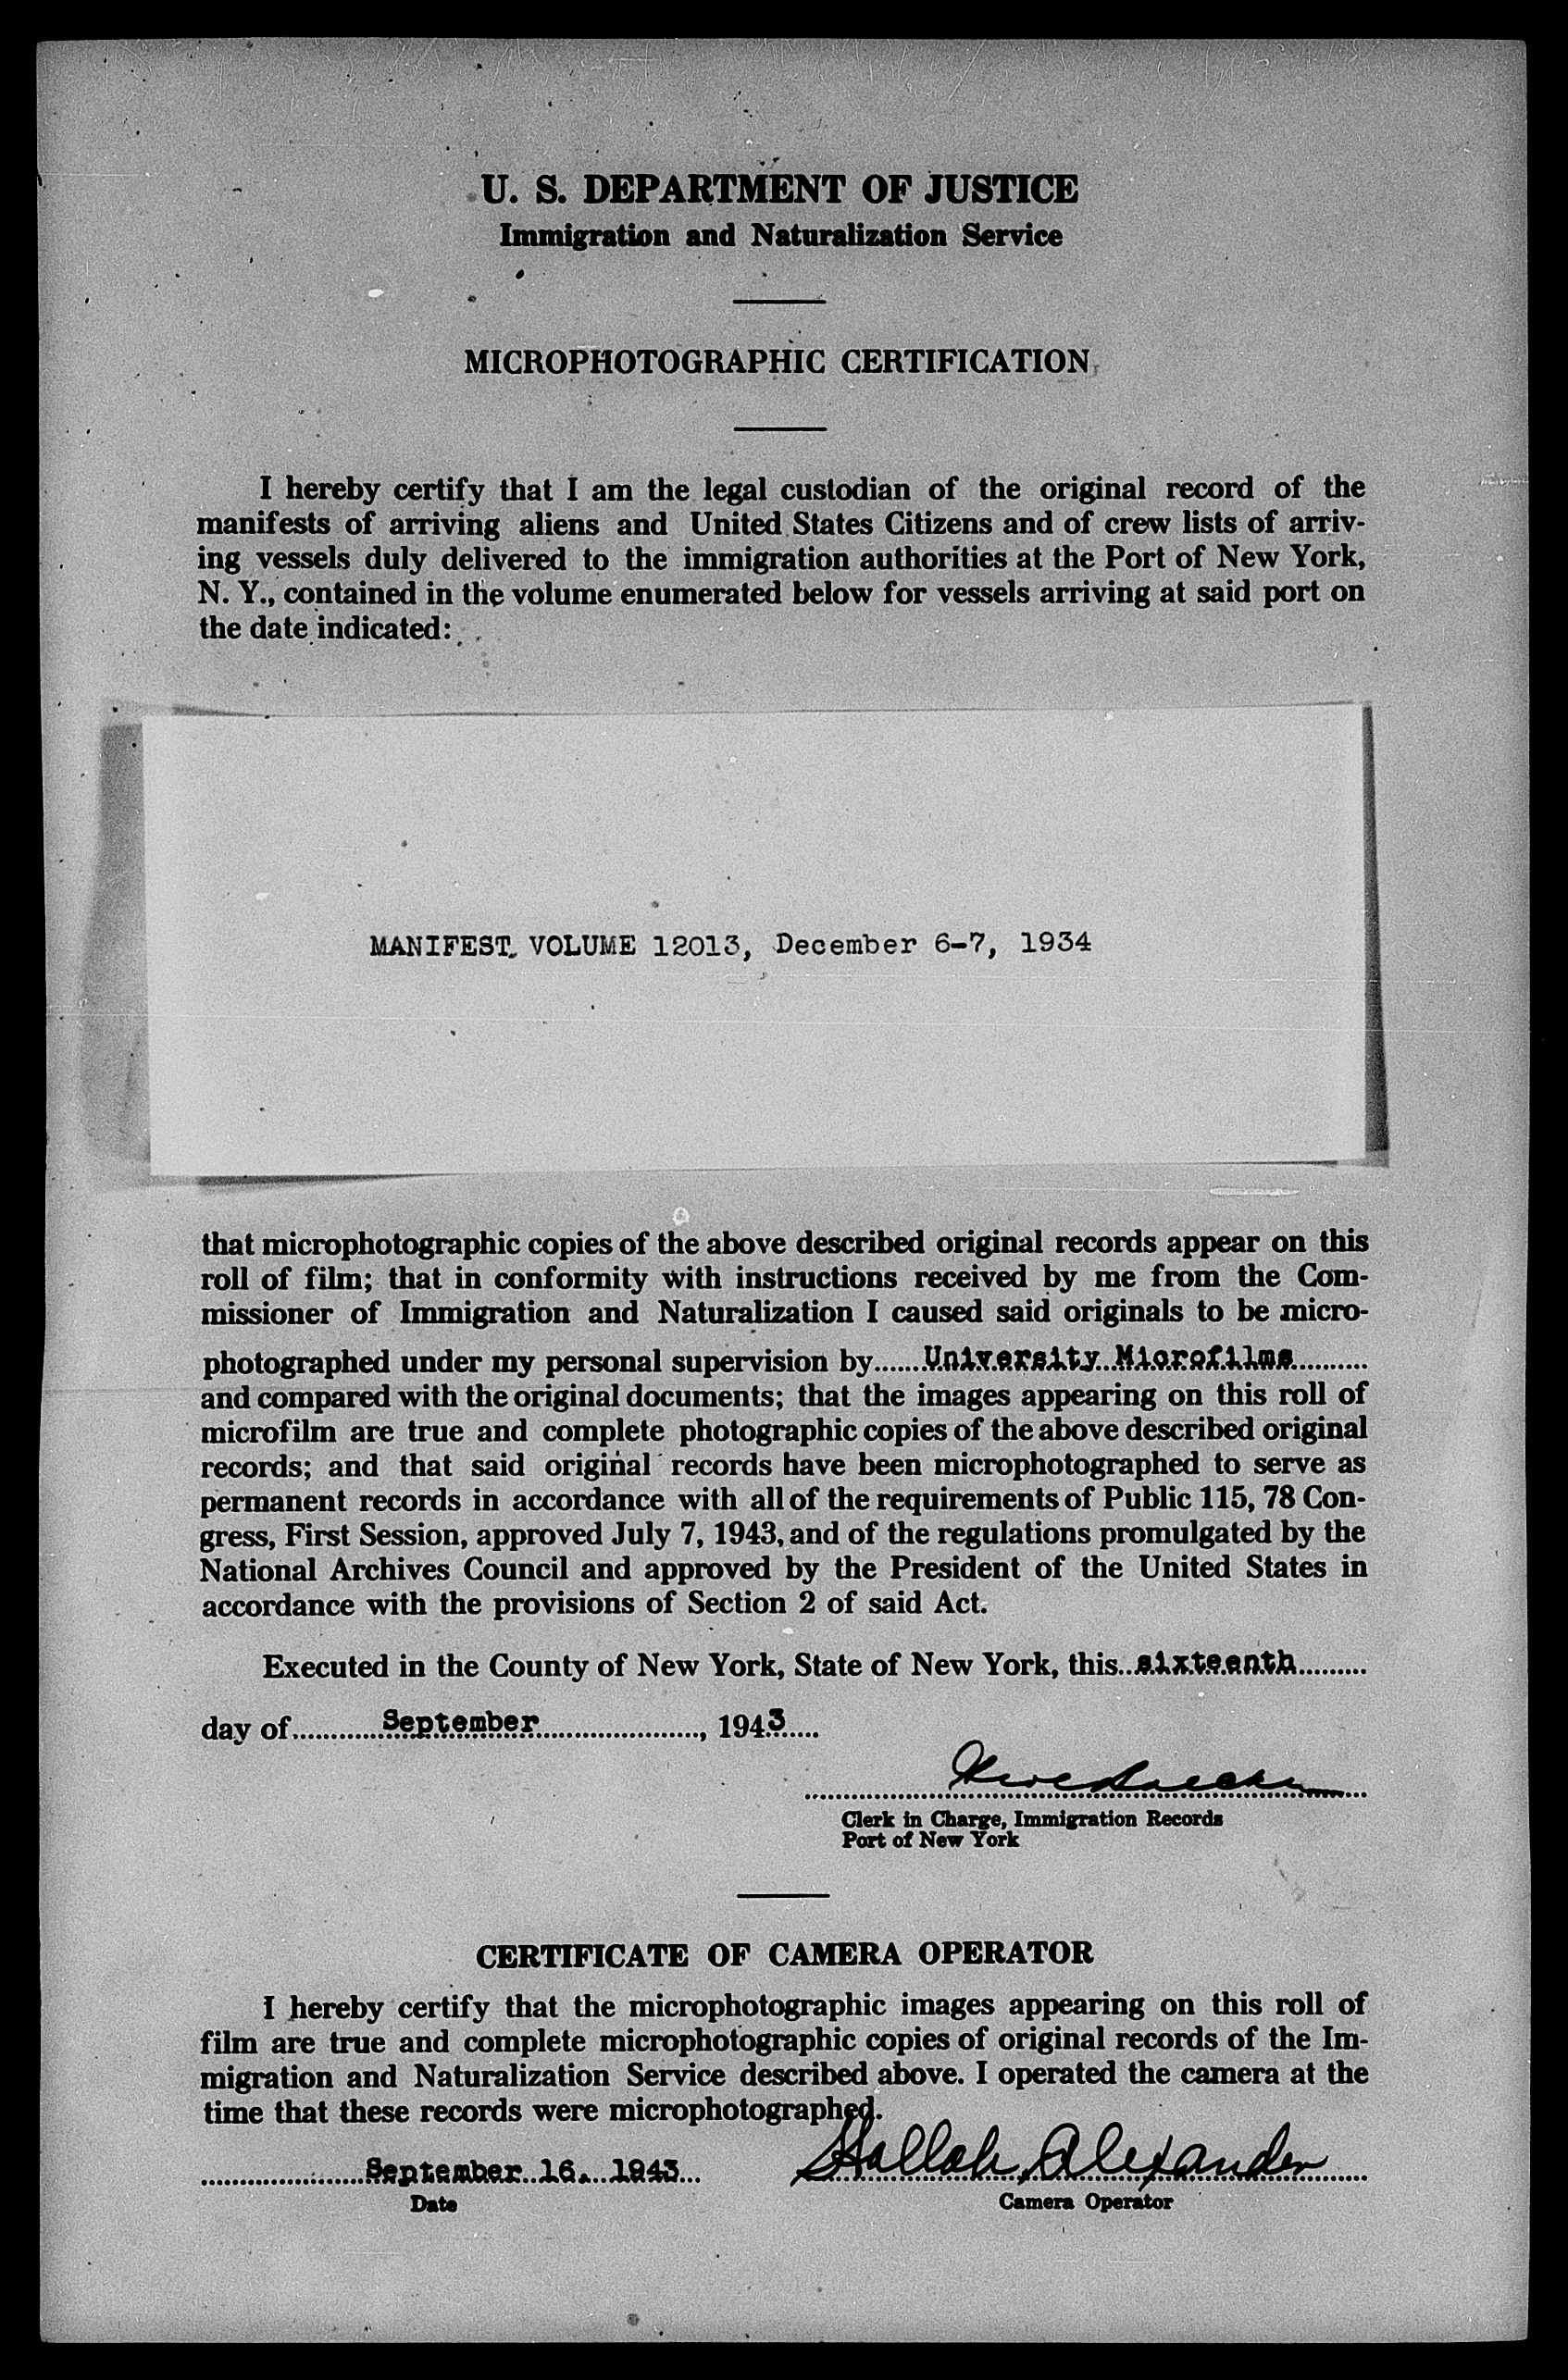 U. S. DEPARTMENT OF JUSTICE
Immigration and Naturalization Service
MICROPHOTOGRAPHIC CERTIFICATION
I hereby certify that I am the legal custodian of the original record of the
manifests of arriving aliens and United States Citizens and of crew lists of arriv-
ing vessels duly delivered to the immigration authorities at the Port of New York,
N. Y., contained in the volume enumerated below for vessels arriving at said port on
the date indicated:
MANIFEST VOLUME 12013, December 6-7, 1934
that microphotographic copies of the above described original records appear on this
roll of film; that in conformity with instructions received by me from the Com-
missioner of Immigration and Naturalization I caused said originals to be micro-
photographed under my personal supervision by University Microfilms
and compared with the original documents; that the images appearing on this roll of
microfilm are true and complete photographic copies of the above described original
records; and that said original records have been microphotographed to serve as
permanent records in accordance with all of the requirements of Public 115, 78 Con-
gress, First Session, approved July 7, 1943, and of the regulations promulgated by the
National Archives Council and approved by the President of the United States in
accordance with the provisions of Section 2 of said Act.
Executed in the County of New York, State of New York, this sixteenth
day of September, 1943
Clerk in Charge, Immigration Records
Port of New York
CERTIFICATE OF CAMERA OPERATOR
I hereby certify that the microphotographic images appearing on this roll of
film are true and complete microphotographic copies of original records of the Im-
migration and Naturalization Service described above. I operated the camera at the
time that these records were microphotographed.
September 16, 1943 Alexander
Date Camera Operator